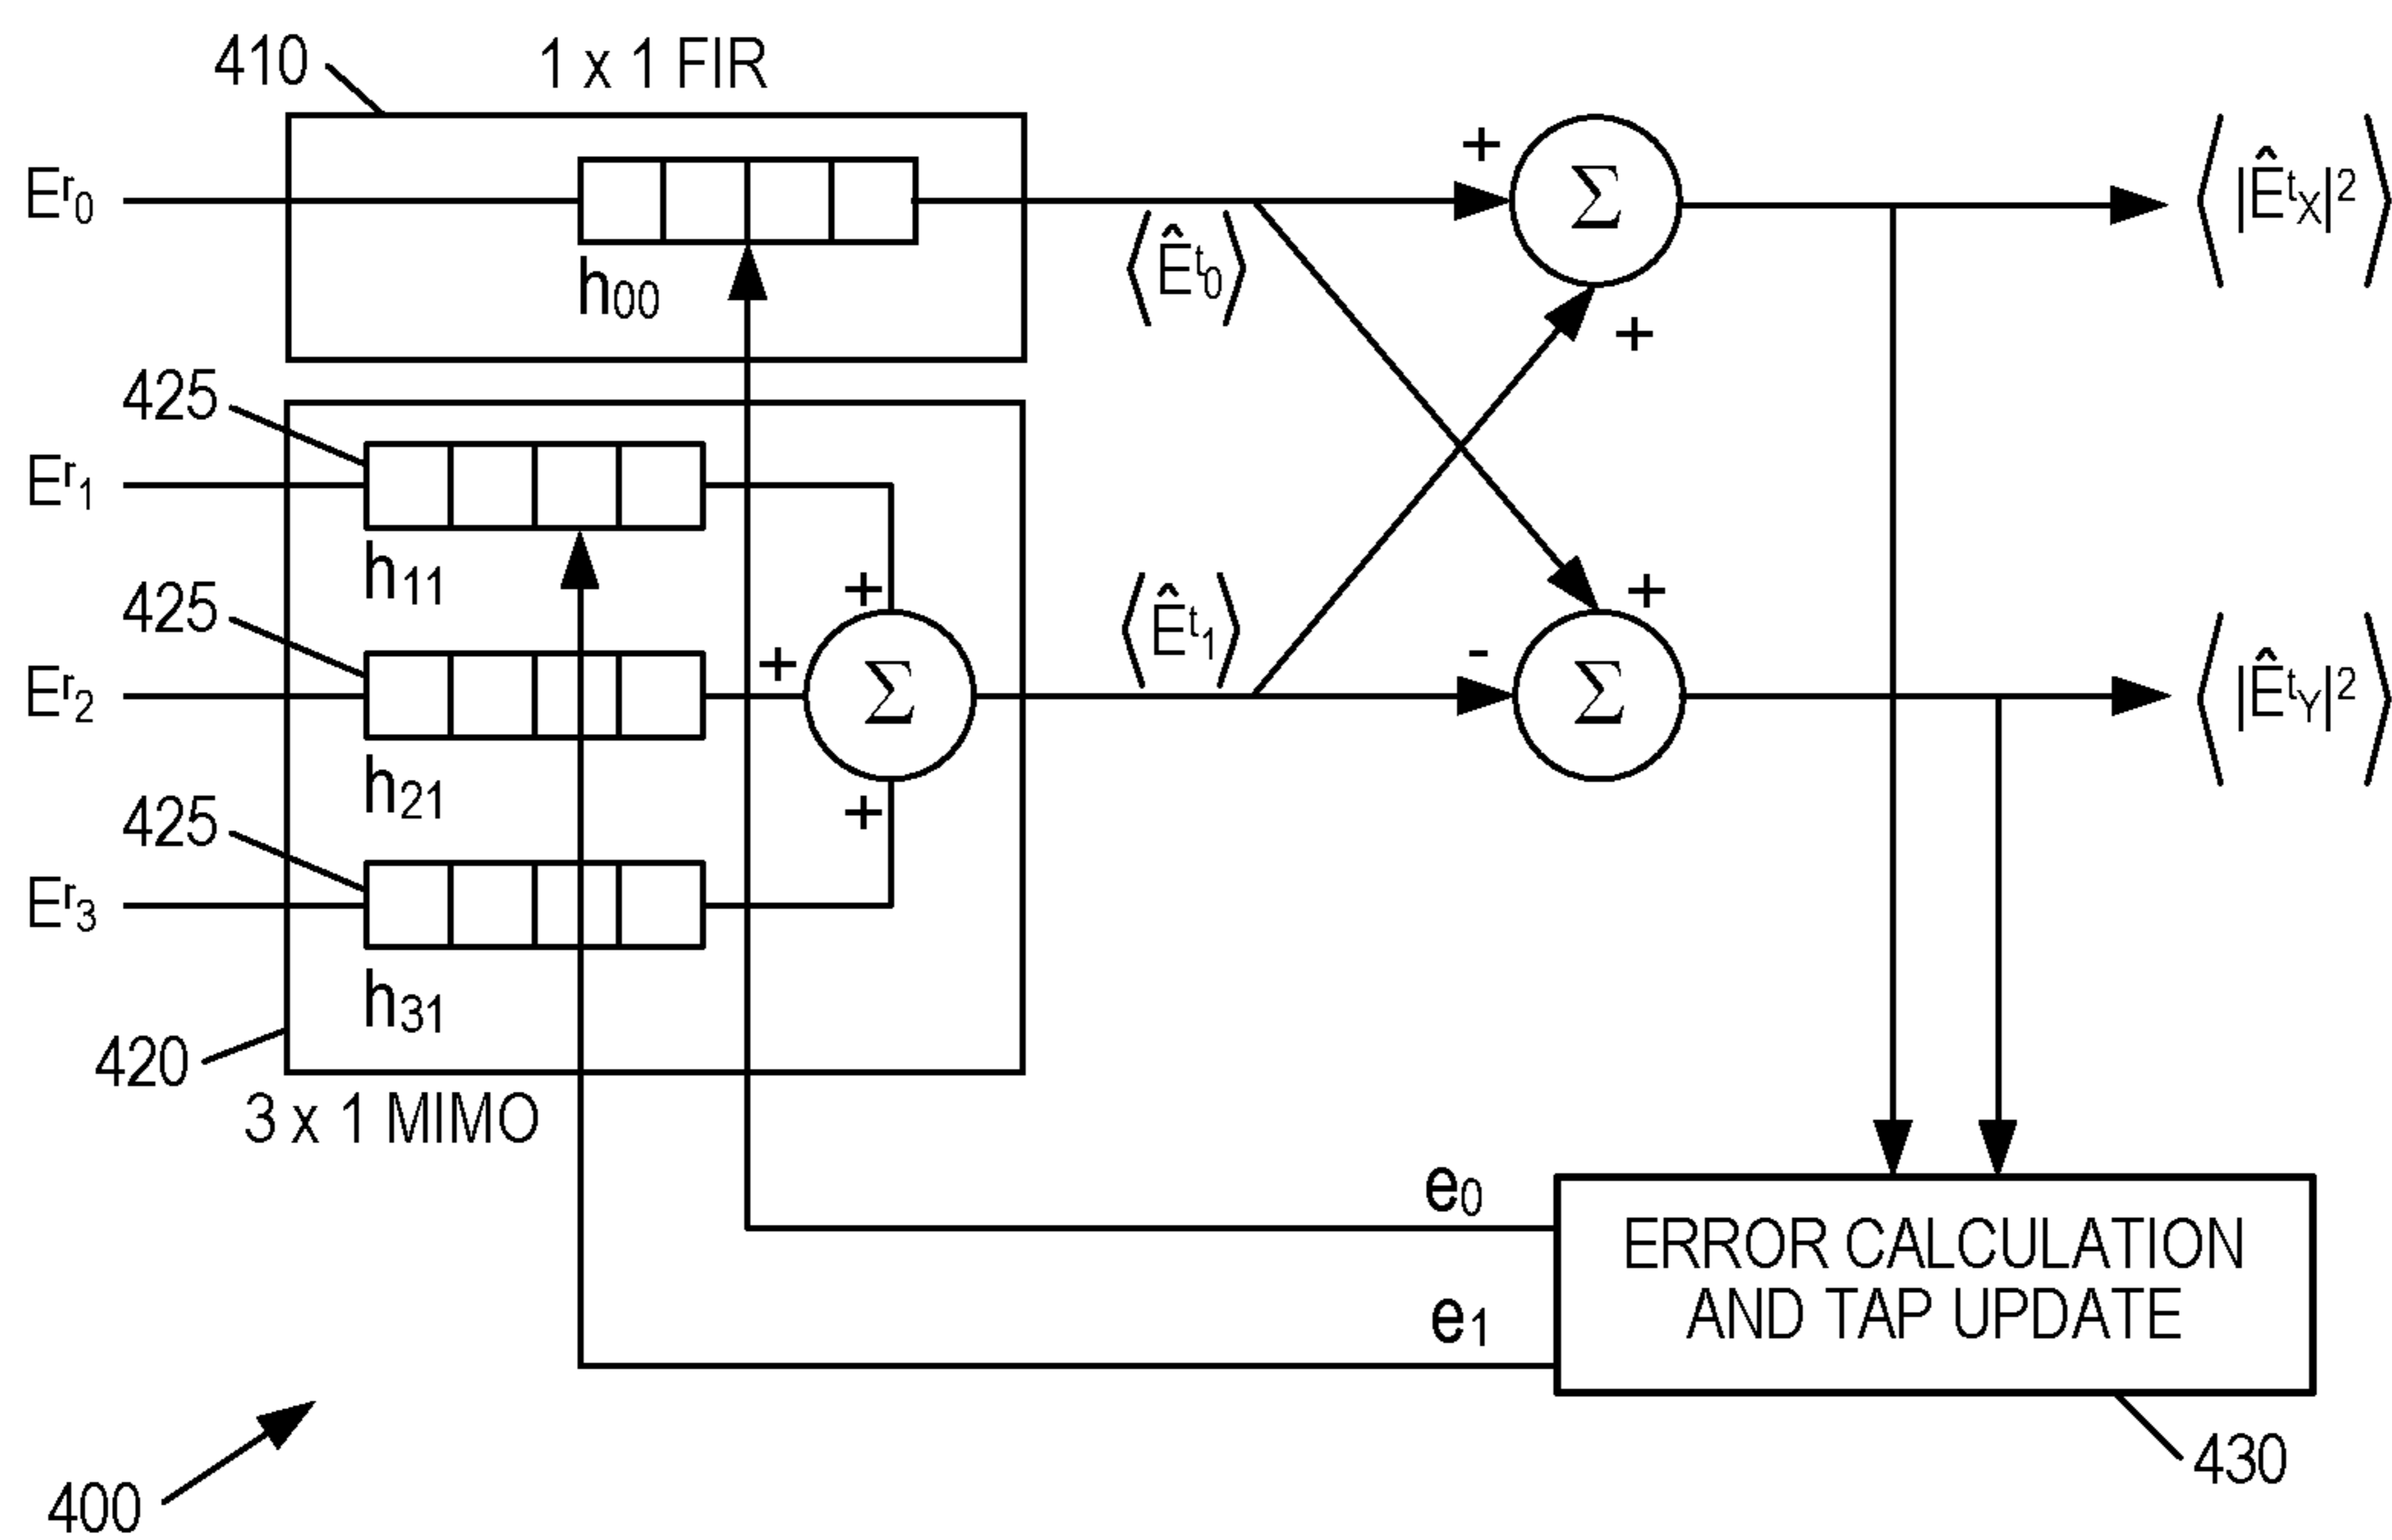 410
1 x 1 FIR
Er0
h00
⟨Êt0⟩
+
Σ
+
⟨|ÊtX|2⟩
425
Er1
h11
425
Er2
h21
425
Er3
h31
+
+
+
Σ
⟨Êt1⟩
-
+
Σ
⟨|ÊtY|2⟩
420
3 x 1 MIMO
e0
e1
ERROR CALCULATION
AND TAP UPDATE
430
400